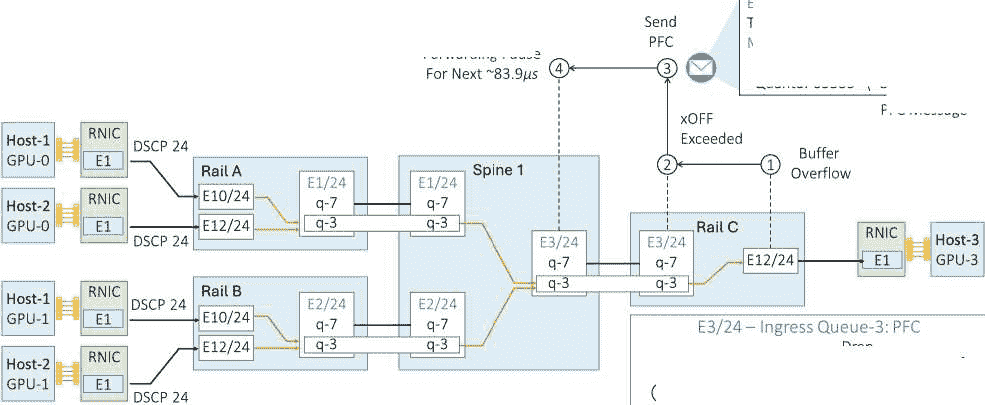 Send
PFC
For Next ~83.9µs
4
3
xOFF
Exceeded
2
1
Buffer
Overflow
Host-1
GPU-0
RNIC
E1
DSCP 24
Host-2
GPU-0
RNIC
E1
DSCP 24
Rail A
E10/24
E12/24
E1/24
q-7
q-3
Spine 1
E1/24
q-7
q-3
E3/24
q-7
q-3
Rail C
E3/24
q-7
q-3
E12/24
RNIC
E1
Host-3
GPU-3
Host-1
GPU-1
RNIC
E1
DSCP 24
Host-2
GPU-1
RNIC
E1
DSCP 24
Rail B
E10/24
E12/24
E2/24
q-7
q-3
E2/24
q-7
q-3
E3/24 – Ingress Queue-3: PFC